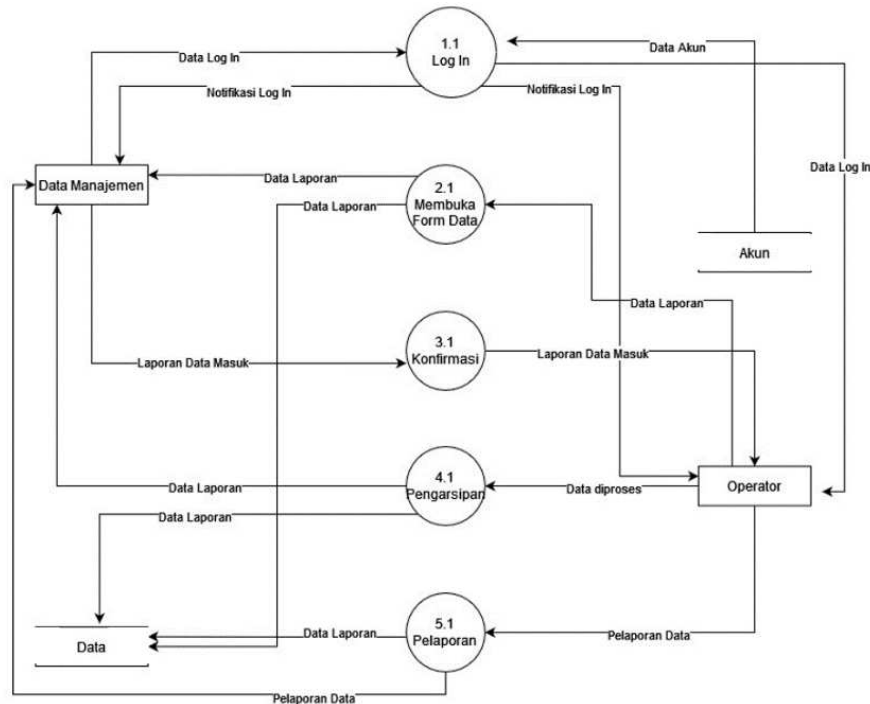 1.1
Log In
Data Log In
Data Akun
Notifikasi Log In
Notifikasi Log In
Data Log In
Data Manajemen
Data Laporan
2.1
Membuka
Form Data
Data Laporan
Akun
Data Laporan
3.1
Konfirmasi
Laporan Data Masuk
Laporan Data Masuk
4.1
Pengarsipan
Data Laporan
Data diproses
Operator
Data Laporan
5.1
Pelaporan
Data Laporan
Pelaporan Data
Data
Pelaporan Data